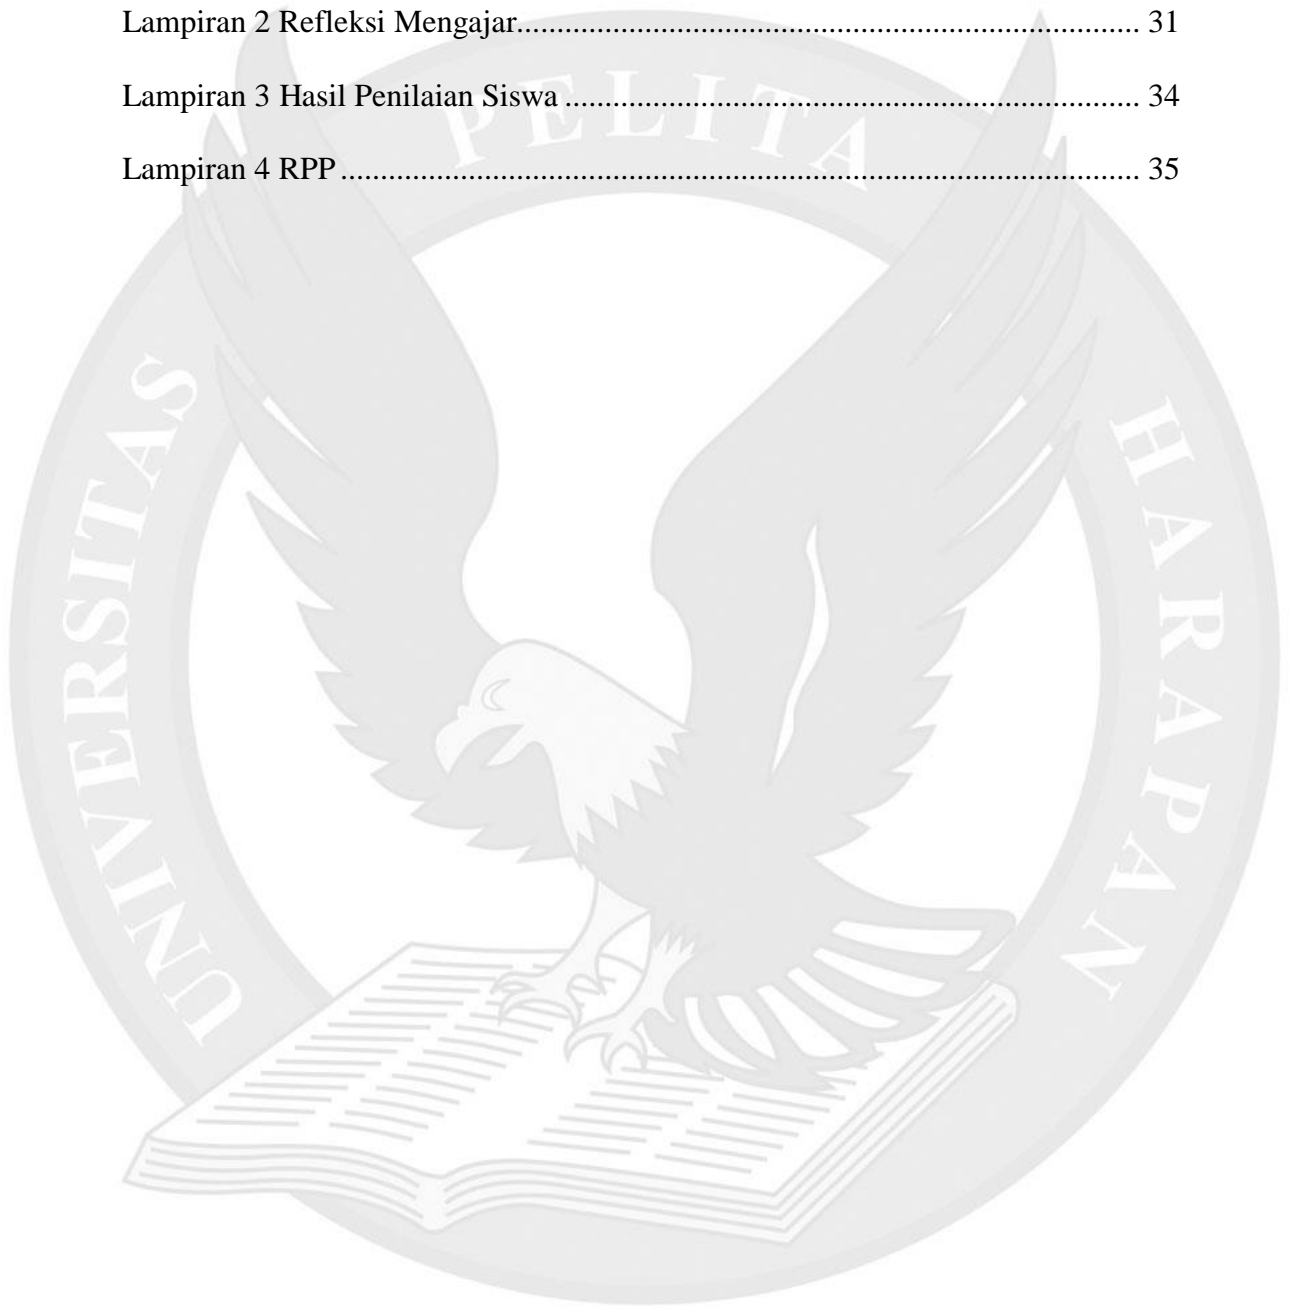 Lampiran 2 Refleksi Mengajar.............................................................................. 31
Lampiran 3 Hasil Penilaian Siswa ........................................................................ 34
Lampiran 4 RPP.................................................................................................... 35
UNIVERSITAS PELITA HARAPAN